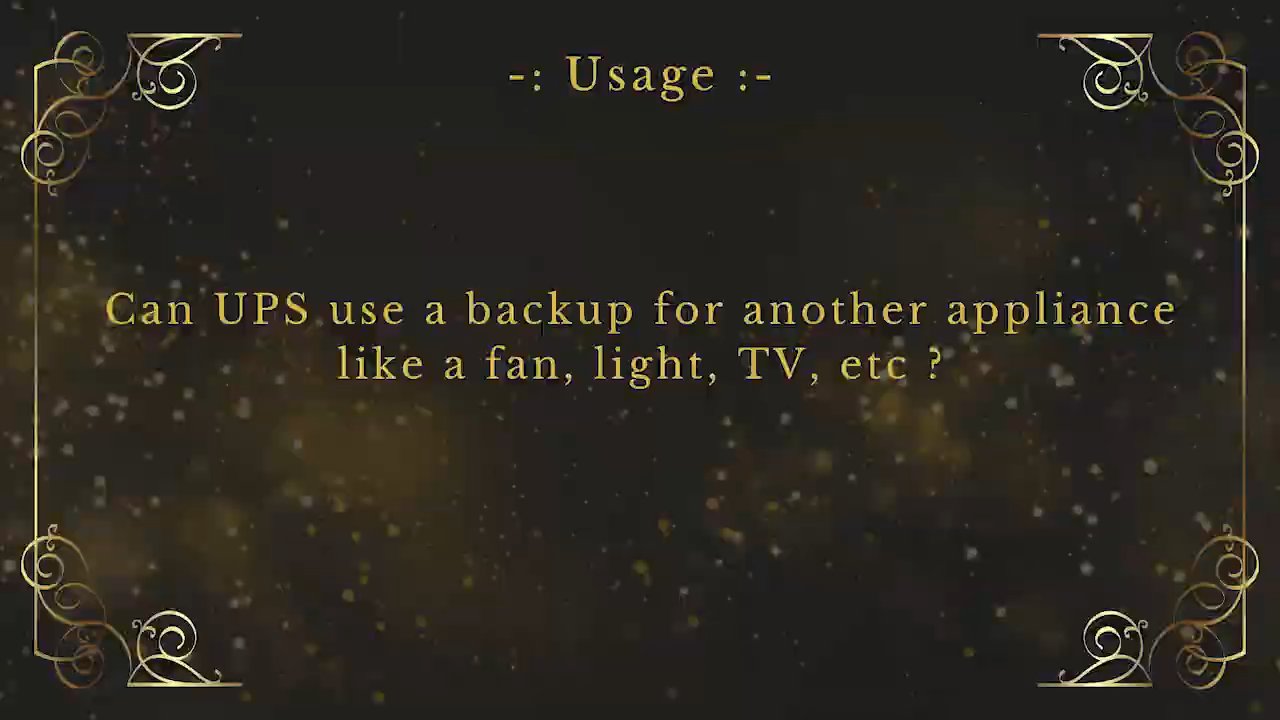 -: Usage :-
Can UPS use a backup for another appliance
like a fan, light, TV, etc ?